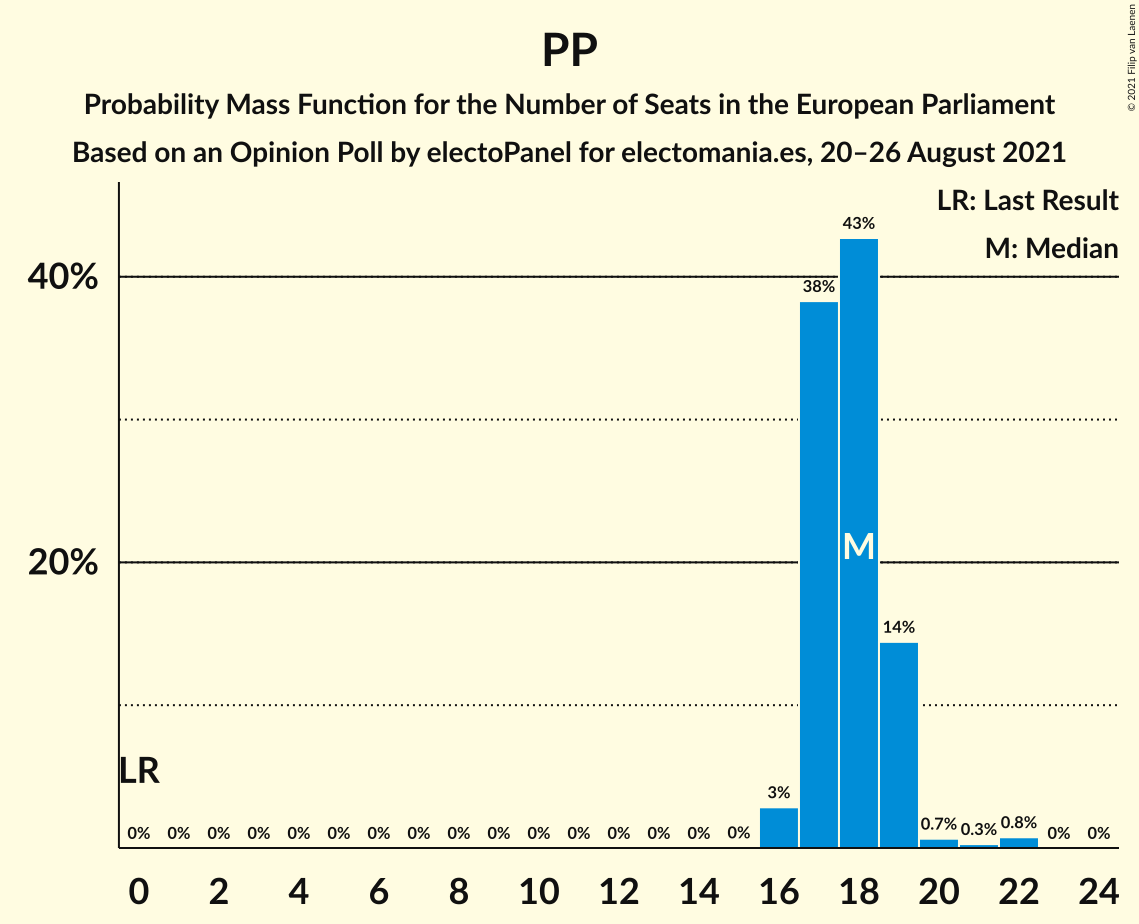 PP
Probability Mass Function for the Number of Seats in the European Parliament
Based on an Opinion Poll by electoPanel for electomania.es, 20–26 August 2021
© 2021 Filip van Laenen
LR: Last Result
M: Median
43%
40%
38%
M
20%
14%
LR
3%
0% 0% 0% 0% 0% 0% 0% 0% 0% 0% 0% 0% 0% 0% 0% 0% 0.7% 0.3% 0.8% 0% 0%
0 2 4 6 8 10 12 14 16 18 20 22 24